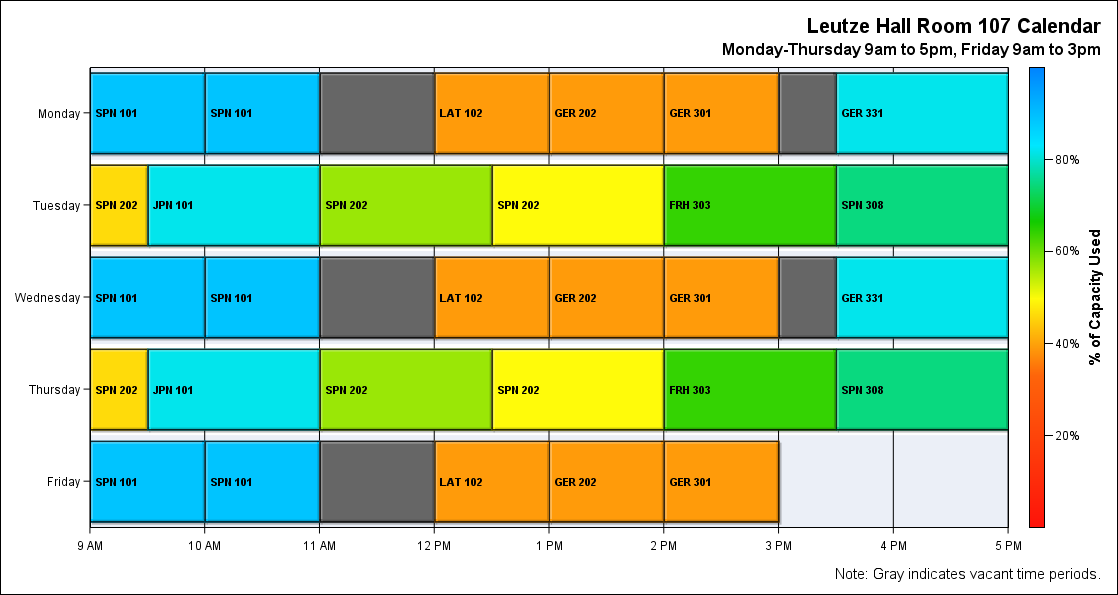 Leutze Hall Room 107 Calendar
Monday-Thursday 9am to 5pm, Friday 9am to 3pm
Monday
SPN 101
SPN 101
LAT 102
GER 202
GER 301
GER 331
Tuesday
SPN 202
JPN 101
SPN 202
SPN 202
FRH 303
SPN 308
Wednesday
SPN 101
SPN 101
LAT 102
GER 202
GER 301
GER 331
Thursday
SPN 202
JPN 101
SPN 202
SPN 202
FRH 303
SPN 308
Friday
SPN 101
SPN 101
LAT 102
GER 202
GER 301
9 AM
10 AM
11 AM
12 PM
1 PM
2 PM
3 PM
4 PM
5 PM
80%
60%
40%
20%
% of Capacity Used
Note: Gray indicates vacant time periods.